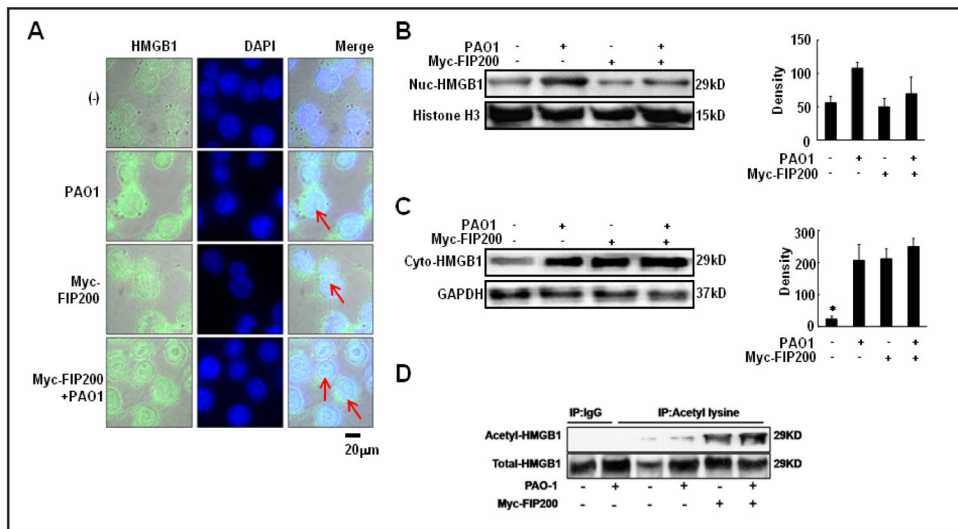 A
HMGB1 DAPI Merge
(-)
PAO1
Myc-
FIP200
Myc-FIP200
+PAO1
20μm
B
PAO1 - + - +
Myc-FIP200 - - + +
Nuc-HMGB1 29kD
Histone H3 15kD
Density
150
100
50
0
PAO1 - + - +
Myc-FIP200 - - + +
C
PAO1 - + - +
Myc-FIP200 - - + +
Cyto-HMGB1 29kD
GAPDH 37kD
Density
300
200
100
0
*
PAO1 - + - +
Myc-FIP200 - - + +
D
IP:IgG IP:Acetyl lysine
Acetyl-HMGB1 29KD
Total-HMGB1 29KD
PAO-1 - + - + - +
Myc-FIP200 - - - - + +